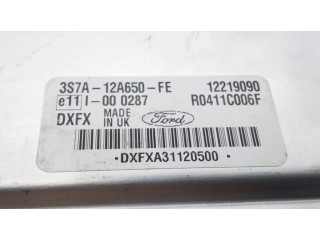 3S7A-12A650-FE 12219090
e11 I-00 0287 R0411C006F
DXFX MADE IN UK Ford
·DXFXA31120500·